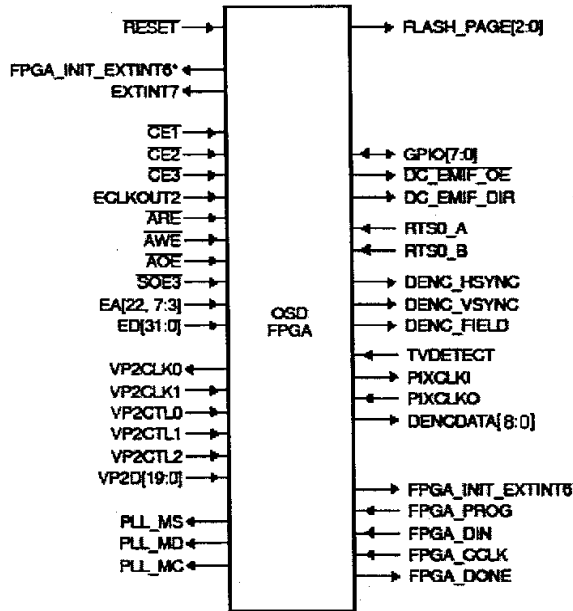 RESET
FPGA_INIT_EXTINT6*
EXTINT7
CE1
CE2
CE3
ECLKOUT2
ARE
AWE
AOE
SOE3
EA[22, 7:3]
ED[31:0]
VP2CLK0
VP2CLK1
VP2CTL0
VP2CTL1
VP2CTL2
VP2D[19:0]
PLL_MS
PLL_MD
PLL_MC
OSD
FPGA
FLASH_PAGE[2:0]
GPIO[7:0]
DC_EMIF_OE
DC_EMIF_DIR
RTS0_A
RTS0_B
DENC_HSYNC
DENC_VSYNC
DENC_FIELD
TVDETECT
PIXCLKI
PIXCLKO
DENCDATA[8:0]
FPGA_INIT_EXTINT6
FPGA_PROG
FPGA_DIN
FPGA_CCLK
FPGA_DONE